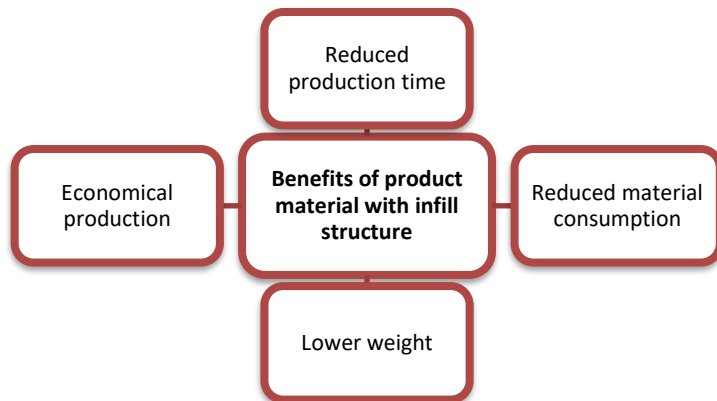 Reduced
production time
Economical
production
Benefits of product
material with infill
structure
Reduced material
consumption
Lower weight